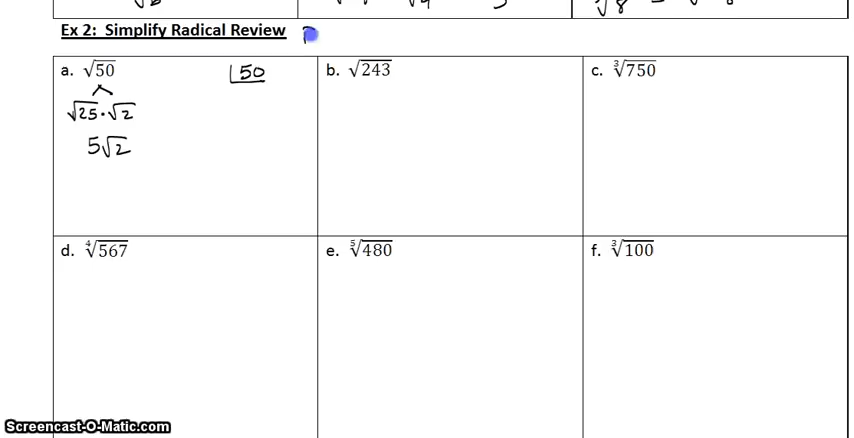 Ex 2: Simplify Radical Review
a. √50
50
√25 · √2
5√2
b. √243
c. ∛750
d. ∜567
e. ⁵√480
f. ∛100
Screencast-O-Matic.com